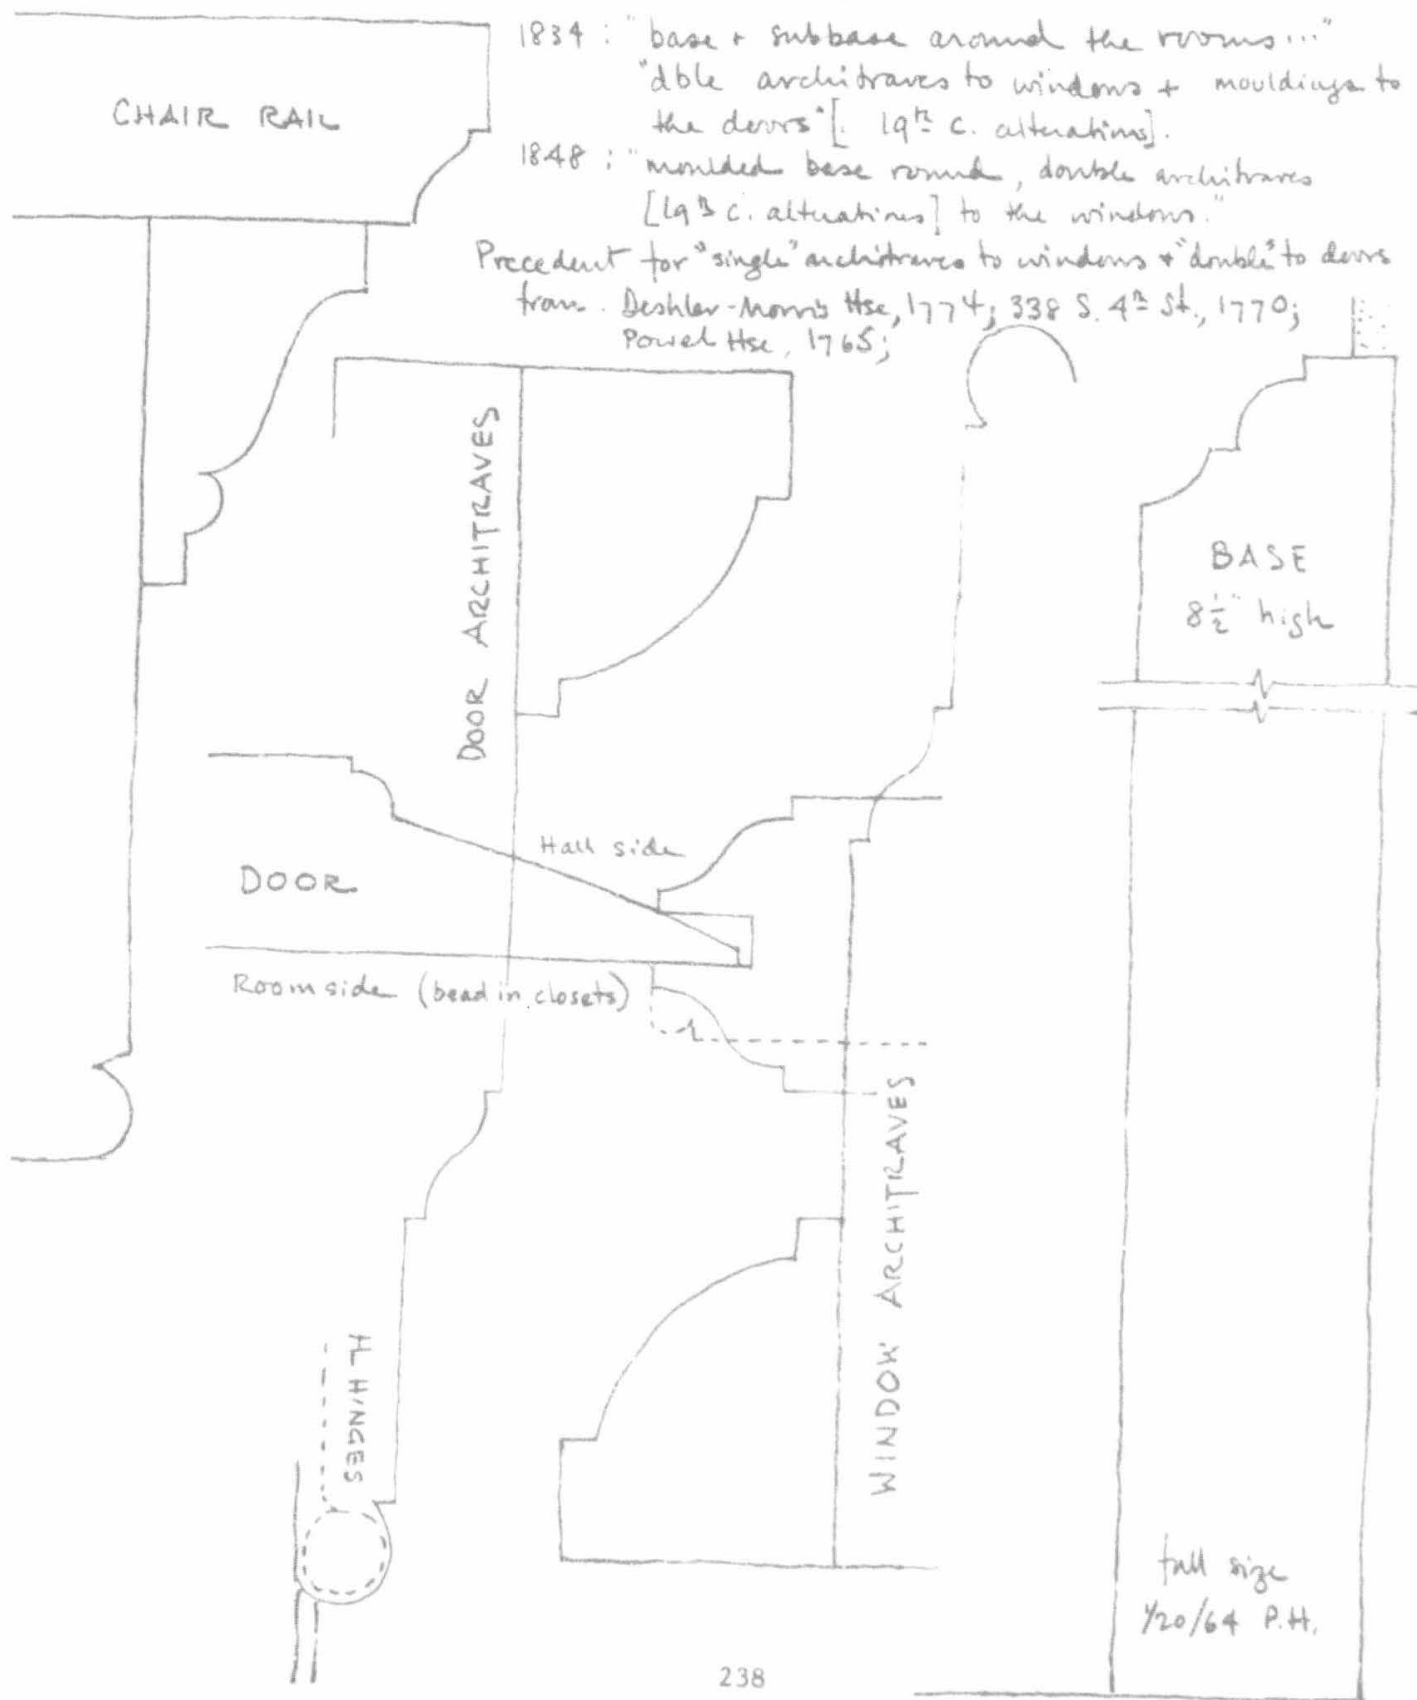 1834 : "base + subbase around the rooms..."
"dble architraves to windows + mouldings to
the doors" [: 19th c. alterations].
1848 : "moulded base round, double architraves
[19th c. alterations] to the windows."
Precedent for "single" architraves to windows + "double" to doors
from. Deshler-Morris Hse, 1774; 338 S. 4th St., 1770;
Powel Hse, 1765;
CHAIR RAIL
DOOR ARCHITRAVES
BASE
8 1/2" high
Hall side
DOOR
Room side (bead in closets)
WINDOW ARCHITRAVES
HL HINGES
full size
1/20/64 P.H.
238